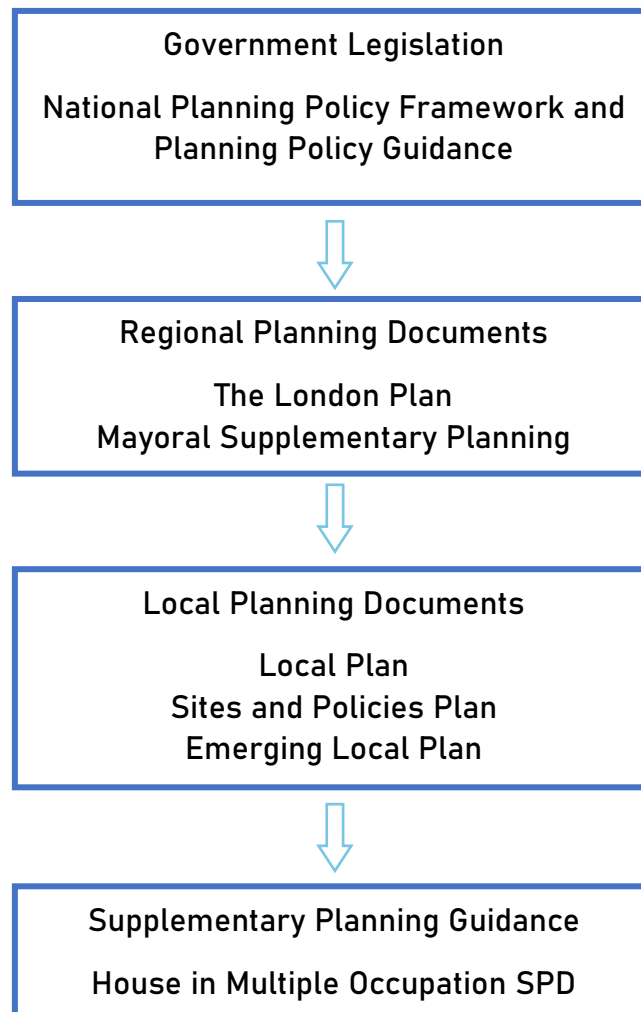 Government Legislation
National Planning Policy Framework and
Planning Policy Guidance
Regional Planning Documents
The London Plan
Mayoral Supplementary Planning
Local Planning Documents
Local Plan
Sites and Policies Plan
Emerging Local Plan
Supplementary Planning Guidance
House in Multiple Occupation SPD